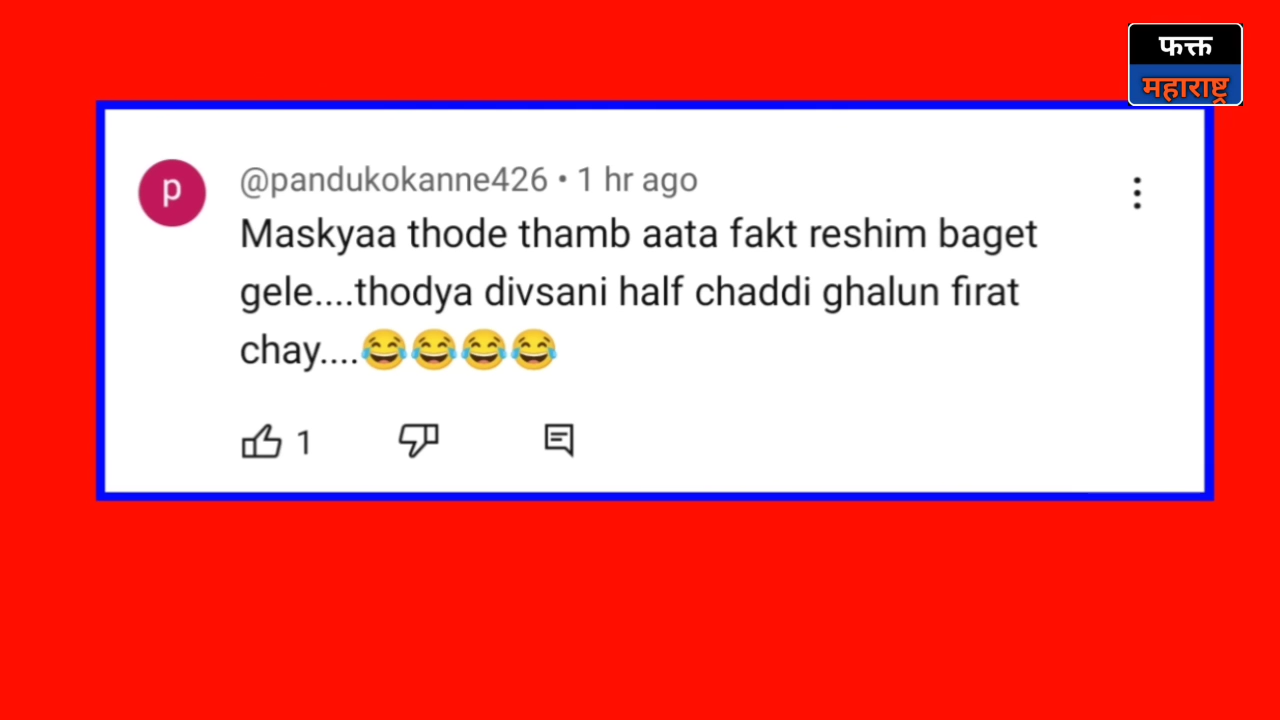 फक्त
महाराष्ट्र
p
@pandukokanne426 • 1 hr ago
Maskyaa thode thamb aata fakt reshim baget
gele....thodya divsani half chaddi ghalun firat
chay....😂😂😂😂
1